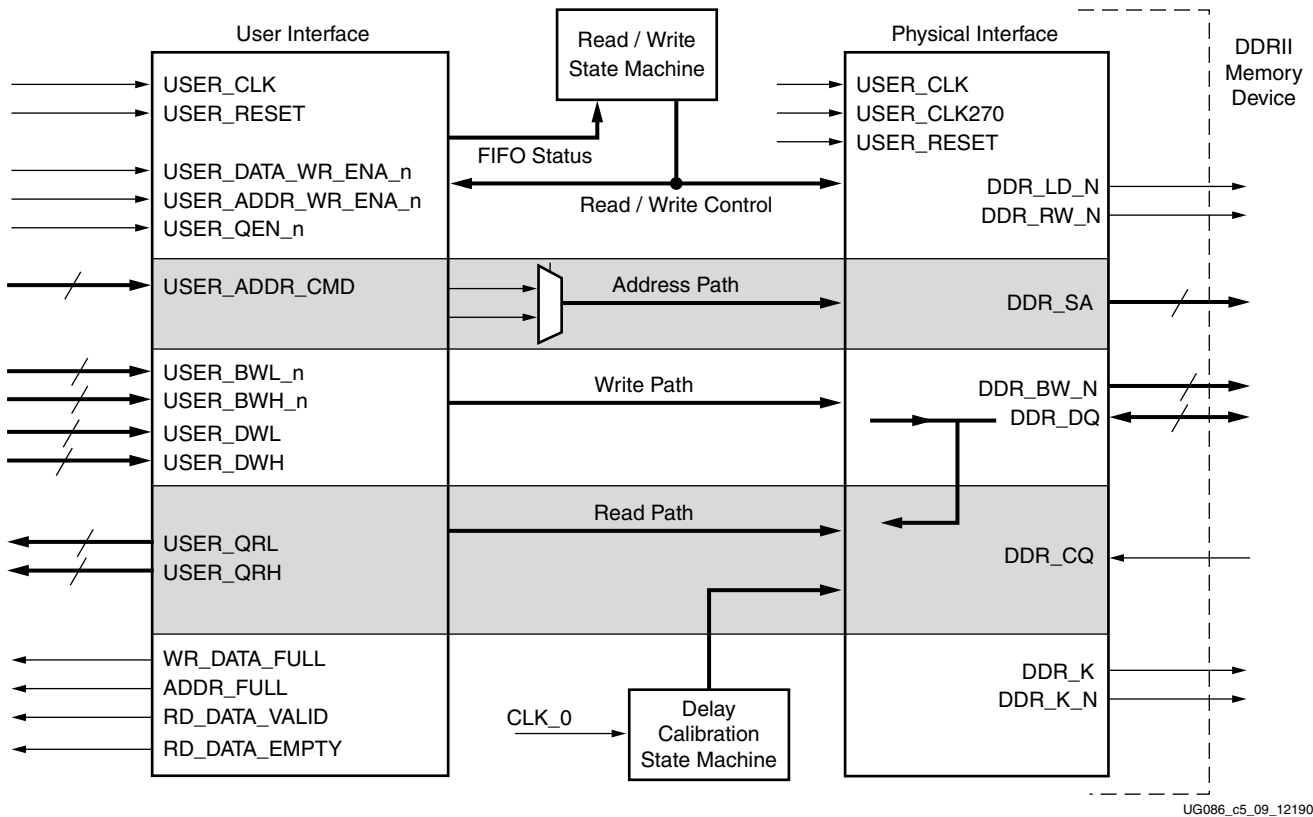 User Interface
Read / Write
State Machine
Physical Interface
DDRII
Memory
Device
USER_CLK
USER_RESET
FIFO Status
USER_DATA_WR_ENA_n
USER_ADDR_WR_ENA_n
USER_QEN_n
Read / Write Control
USER_CLK
USER_CLK270
USER_RESET
DDR_LD_N
DDR_RW_N
USER_ADDR_CMD
Address Path
DDR_SA
USER_BWL_n
USER_BWH_n
USER_DWL
USER_DWH
Write Path
DDR_BW_N
DDR_DQ
USER_QRL
USER_QRH
Read Path
DDR_CQ
WR_DATA_FULL
ADDR_FULL
RD_DATA_VALID
RD_DATA_EMPTY
CLK_0
Delay
Calibration
State Machine
DDR_K
DDR_K_N
UG086_c5_09_12190